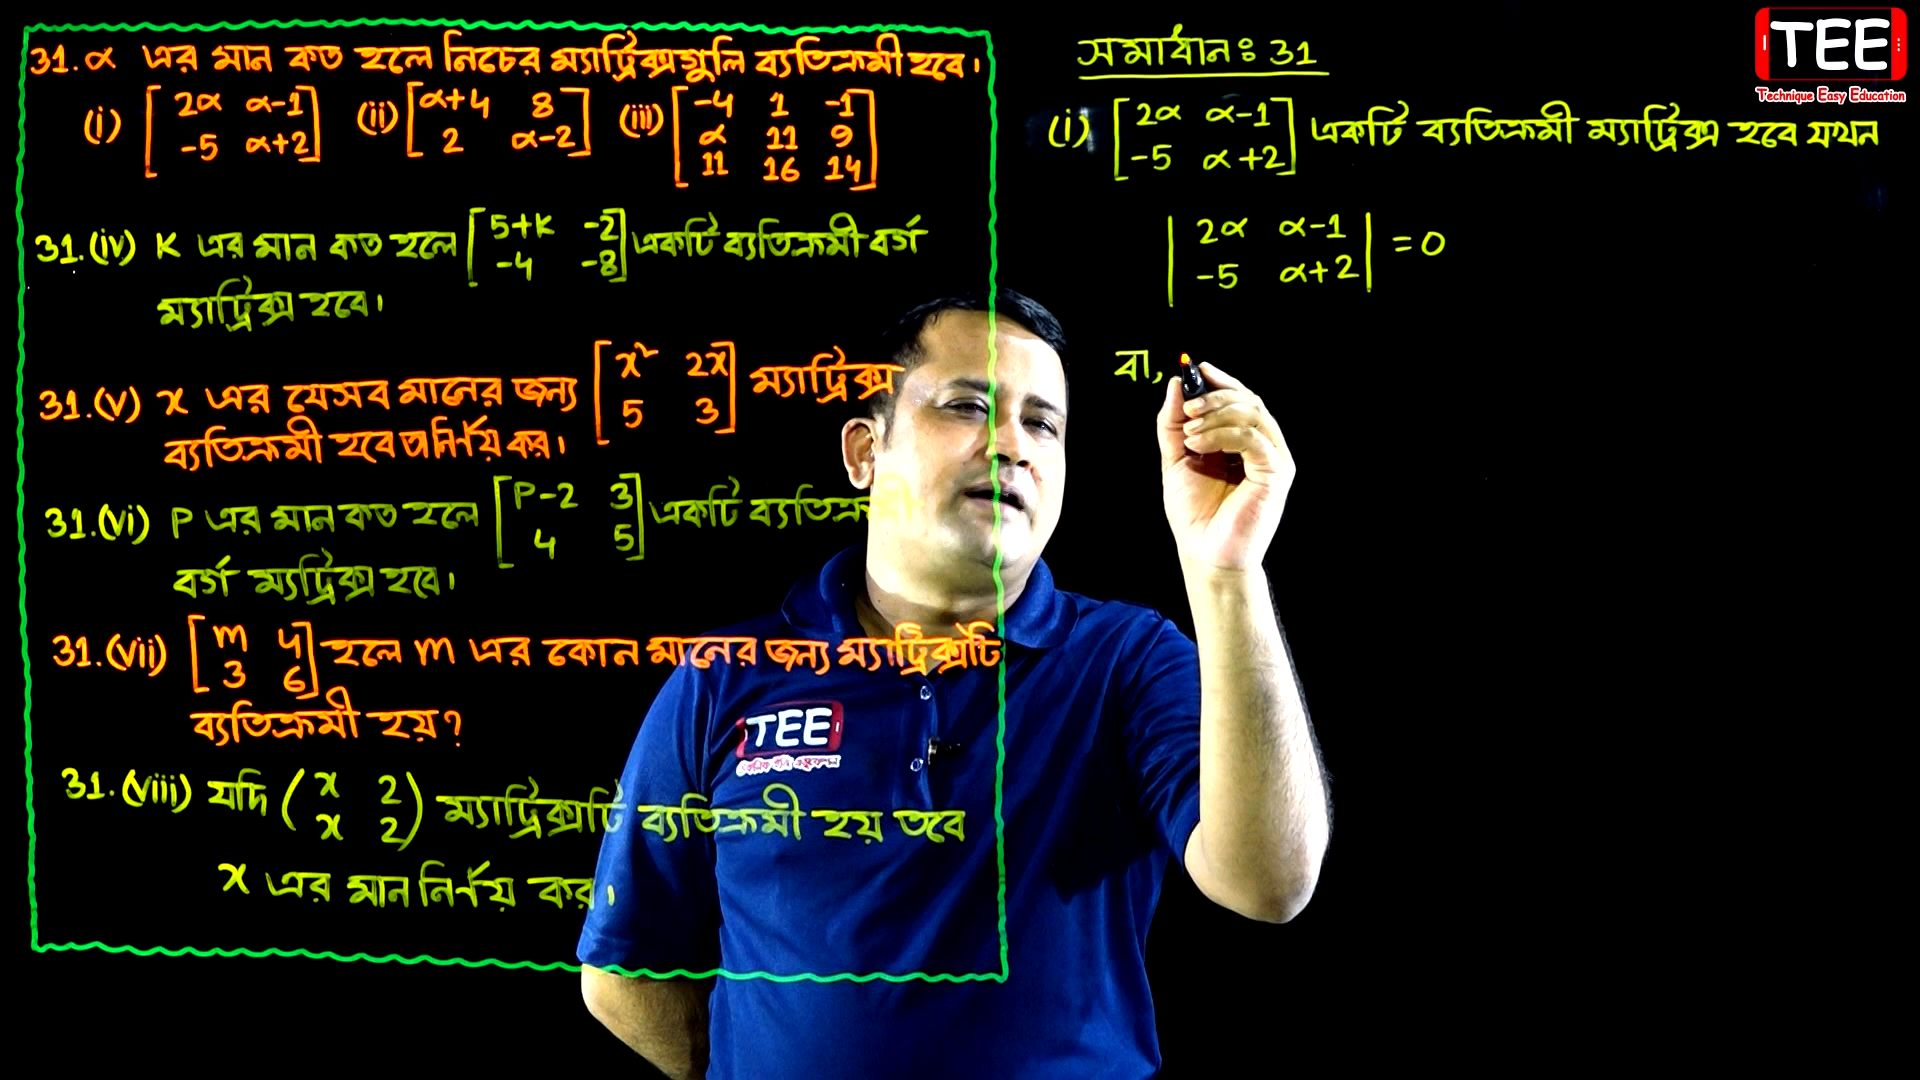 31. α এর মান কত হলে নিচের ম্যাট্রিক্সগুলি ব্যতিক্রমী হবে।
(i) [2α α-1] (ii) [α+4 8] (iii) [-4 1 -1]
[-5 α+2] [2 α-2] [α 11 9]
[11 16 14]
31.(iv) K এর মান কত হলে [5+K -2] একটি ব্যতিক্রমী বর্গ
[-4 -8]
ম্যাট্রিক্স হবে।
31.(v) x এর যেসব মানের জন্য [x² 2x] ম্যাট্রিক্স
[5 3]
ব্যতিক্রমী হবে তা নির্ণয় কর।
31.(vi) P এর মান কত হলে [P-2 3] একটি ব্যতিক্রমী
[4 5]
বর্গ ম্যট্রিক্স হবে।
31.(vii) [m 4] হলে m এর কোন মানের জন্য ম্যাট্রিক্সটি
[3 6]
ব্যতিক্রমী হয়?
31.(viii) যদি (x 2) ম্যাট্রিক্সটি ব্যতিক্রমী হয় তবে
(x 2)
x এর মান নির্ণয় কর।
সমাধানঃ 31
(i) [2α α-1] একটি ব্যতিক্রমী ম্যাট্রিক্স হবে যখন
[-5 α+2]
|2α α-1| = 0
|-5 α+2|
বা,
TEE
Technique Easy Education
TEE